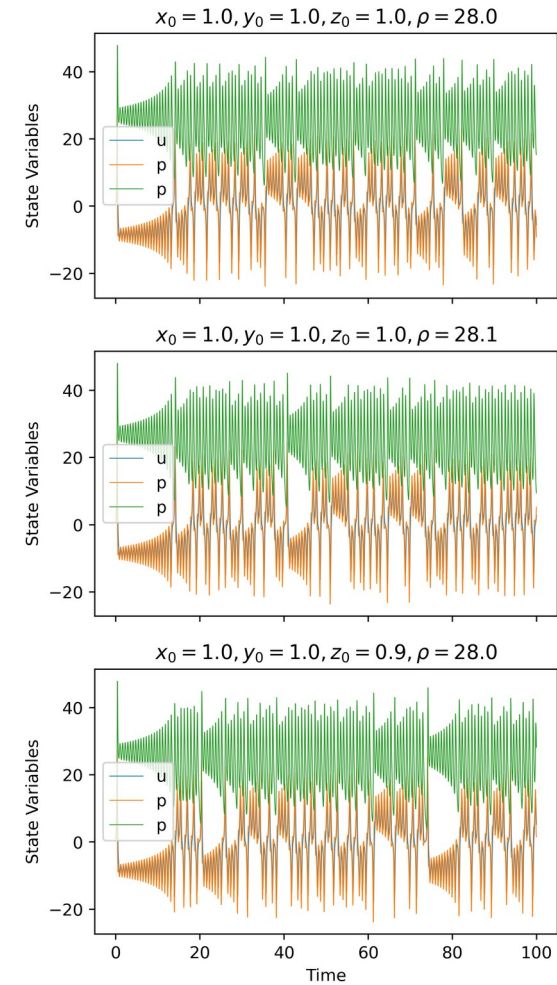 x₀ = 1.0, y₀ = 1.0, z₀ = 1.0, ρ = 28.0
State Variables
40
20
0
−20
u
p
p
x₀ = 1.0, y₀ = 1.0, z₀ = 1.0, ρ = 28.1
State Variables
40
20
0
−20
u
p
p
x₀ = 1.0, y₀ = 1.0, z₀ = 0.9, ρ = 28.0
State Variables
40
20
0
−20
u
p
p
0 20 40 60 80 100
Time